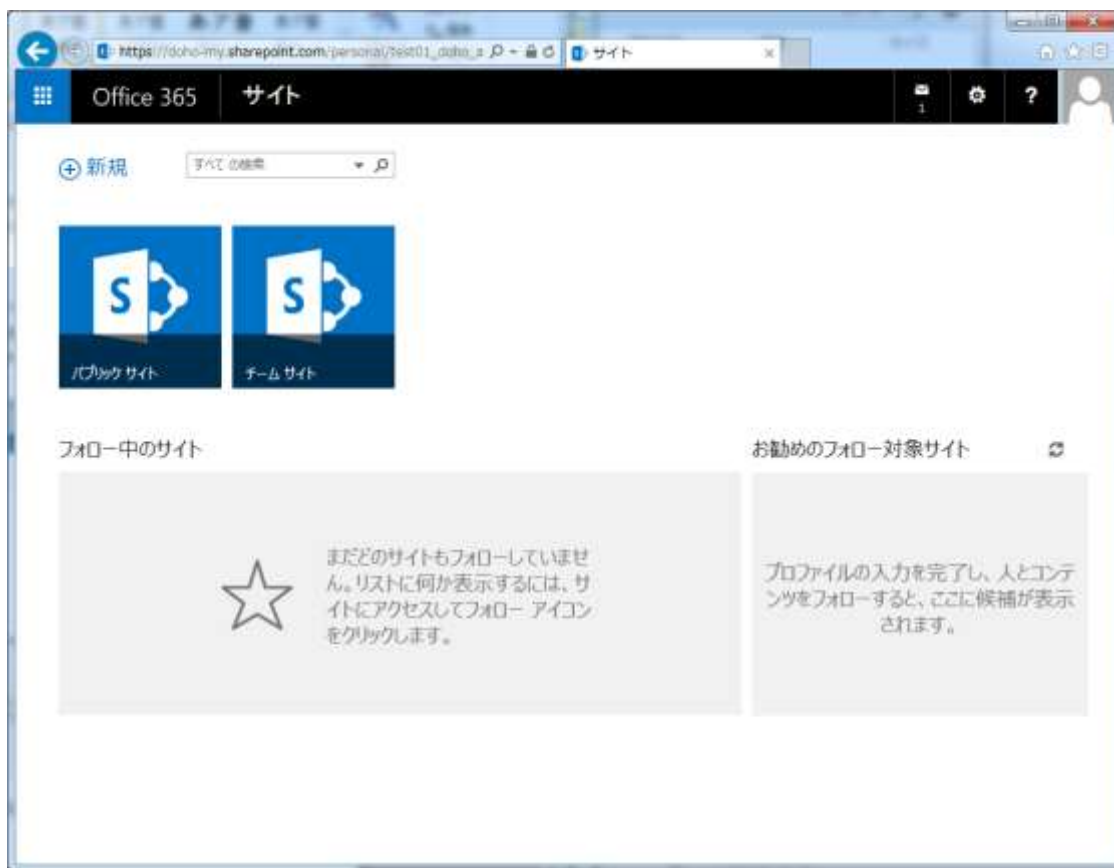 https://doho-my.sharepoint.com/personal/test01_doho_
サイト
Office 365
サイト
1
?
新規
すべての検索
S
S
パブリック サイト
チーム サイト
フォロー中のサイト
お勧めのフォロー対象サイト
まだどのサイトもフォローしていませ
ん。リストに何か表示するには、サ
イトにアクセスしてフォロー アイコン
をクリックします。
プロファイルの入力を完了し、人とコンテ
ンツをフォローすると、ここに候補が表示
されます。